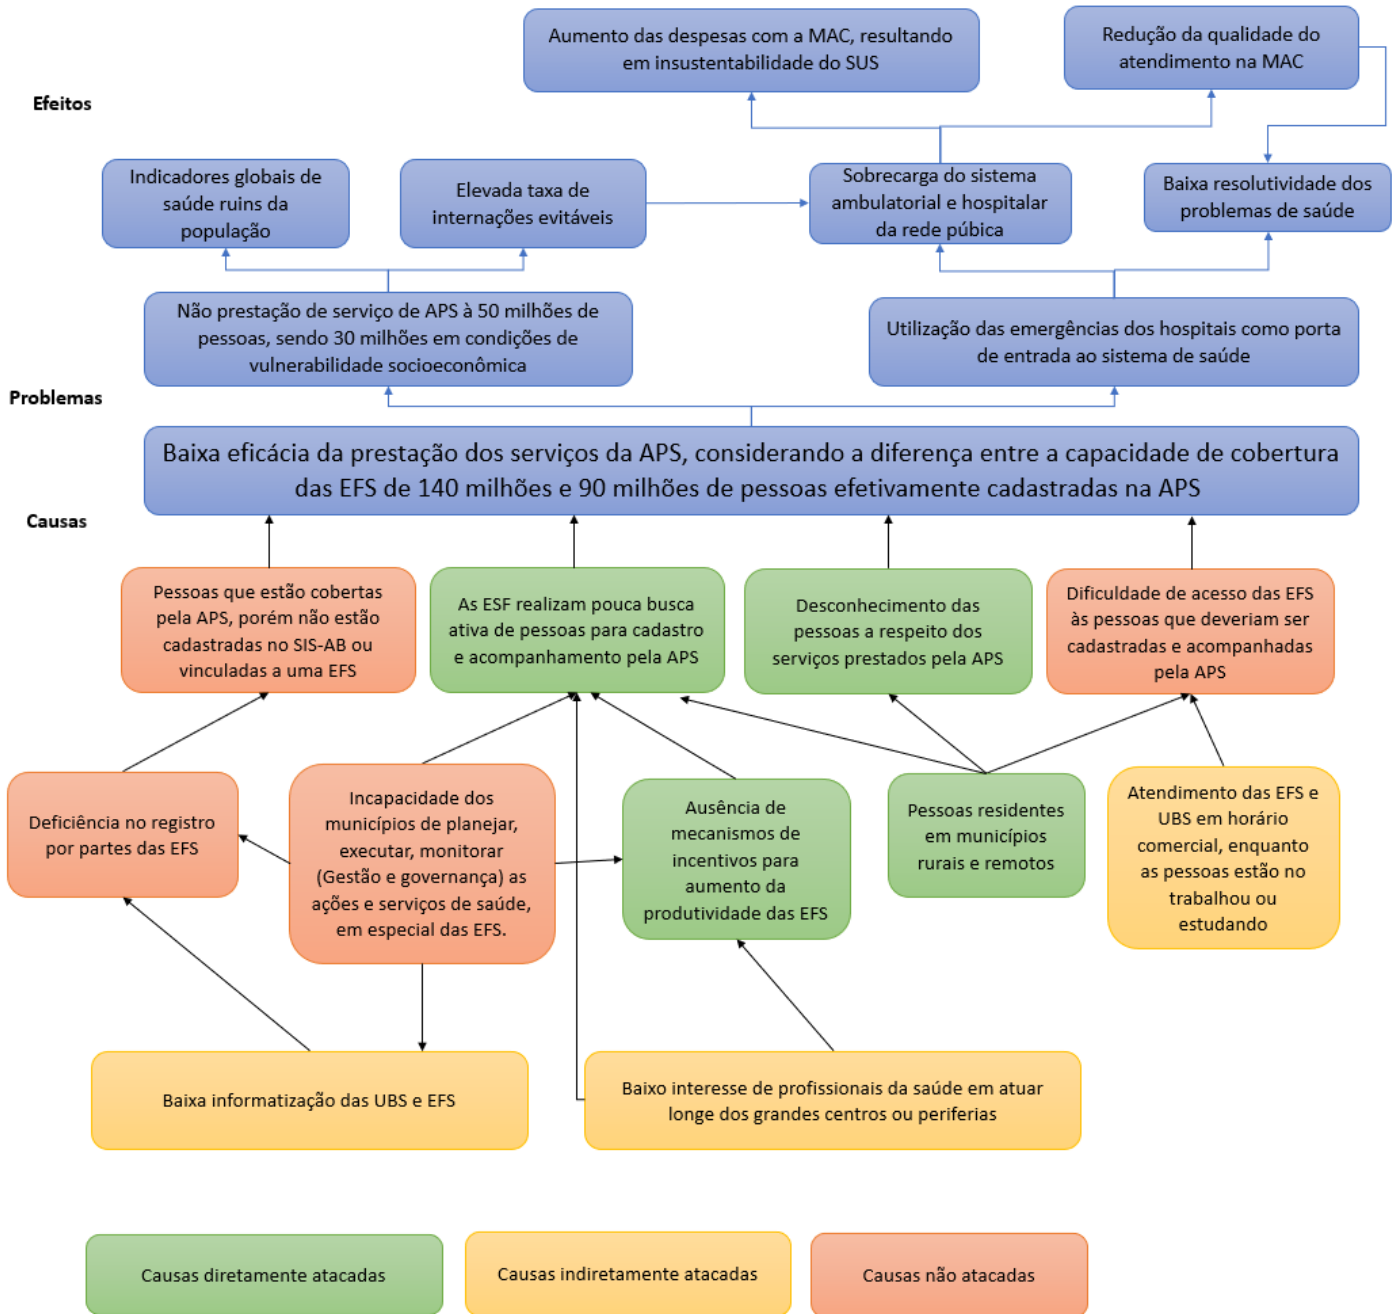 Aumento das despesas com a MAC, resultando
em insustentabilidade do SUS
Redução da qualidade do
atendimento na MAC
Efeitos
Indicadores globais de
saúde ruins da
população
Elevada taxa de
internações evitáveis
Sobrecarga do sistema
ambulatorial e hospitalar
da rede púbica
Baixa resolutividade dos
problemas de saúde
Não prestação de serviço de APS à 50 milhões de
pessoas, sendo 30 milhões em condições de
vulnerabilidade socioeconômica
Utilização das emergências dos hospitais como porta
de entrada ao sistema de saúde
Problemas
Baixa eficácia da prestação dos serviços da APS, considerando a diferença entre a capacidade de cobertura
das EFS de 140 milhões e 90 milhões de pessoas efetivamente cadastradas na APS
Causas
Pessoas que estão cobertas
pela APS, porém não estão
cadastradas no SIS-AB ou
vinculadas a uma EFS
As ESF realizam pouca busca
ativa de pessoas para cadastro
e acompanhamento pela APS
Desconhecimento das
pessoas a respeito dos
serviços prestados pela APS
Dificuldade de acesso das EFS
às pessoas que deveriam ser
cadastradas e acompanhadas
pela APS
Deficiência no registro
por partes das EFS
Incapacidade dos
municípios de planejar,
executar, monitorar
(Gestão e governança) as
ações e serviços de saúde,
em especial das EFS.
Ausência de
mecanismos de
incentivos para
aumento da
produtividade das EFS
Pessoas residentes
em municípios
rurais e remotos
Atendimento das EFS e
UBS em horário
comercial, enquanto
as pessoas estão no
trabalhou ou
estudando
Baixa informatização das UBS e EFS
Baixo interesse de profissionais da saúde em atuar
longe dos grandes centros ou periferias
Causas diretamente atacadas
Causas indiretamente atacadas
Causas não atacadas